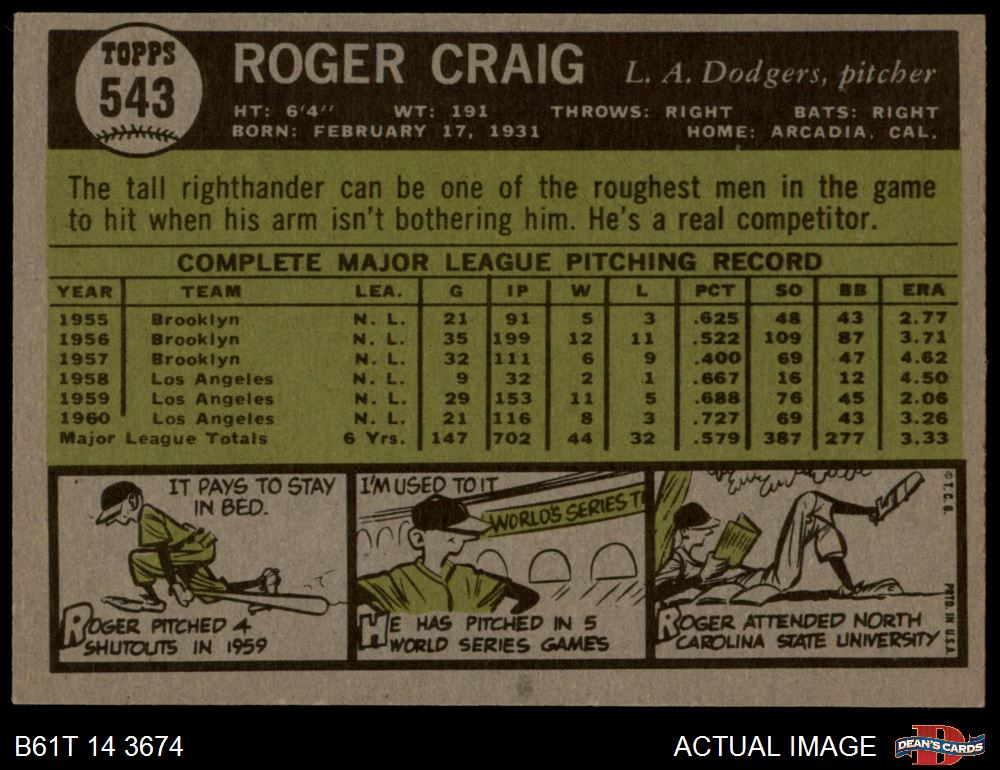 TOPPS
543
ROGER CRAIG L. A. Dodgers, pitcher
HT: 6'4'' WT: 191 THROWS: RIGHT BATS: RIGHT
BORN: FEBRUARY 17, 1931 HOME: ARCADIA, CAL.
The tall righthander can be one of the roughest men in the game
to hit when his arm isn't bothering him. He's a real competitor.
COMPLETE MAJOR LEAGUE PITCHING RECORD
YEAR TEAM LEA. G IP W L PCT SO BB ERA
1955 Brooklyn N. L. 21 91 5 3 .625 48 43 2.77
1956 Brooklyn N. L. 35 199 12 11 .522 109 87 3.71
1957 Brooklyn N. L. 32 111 6 9 .400 69 47 4.62
1958 Los Angeles N. L. 9 32 2 1 .667 16 12 4.50
1959 Los Angeles N. L. 29 153 11 5 .688 76 45 2.06
1960 Los Angeles N. L. 21 116 8 3 .727 69 43 3.26
Major League Totals 6 Yrs. 147 702 44 32 .579 387 277 3.33
IT PAYS TO STAY
IN BED.
ROGER PITCHED 4
SHUTOUTS IN 1959
I'M USED TO IT
WORLD'S SERIES T
HE HAS PITCHED IN 5
WORLD SERIES GAMES
ROGER ATTENDED NORTH
CAROLINA STATE UNIVERSITY
© T. C. G.
PRTD. IN U.S.A.
B61T 14 3674
ACTUAL IMAGE
D
DEAN'S CARDS